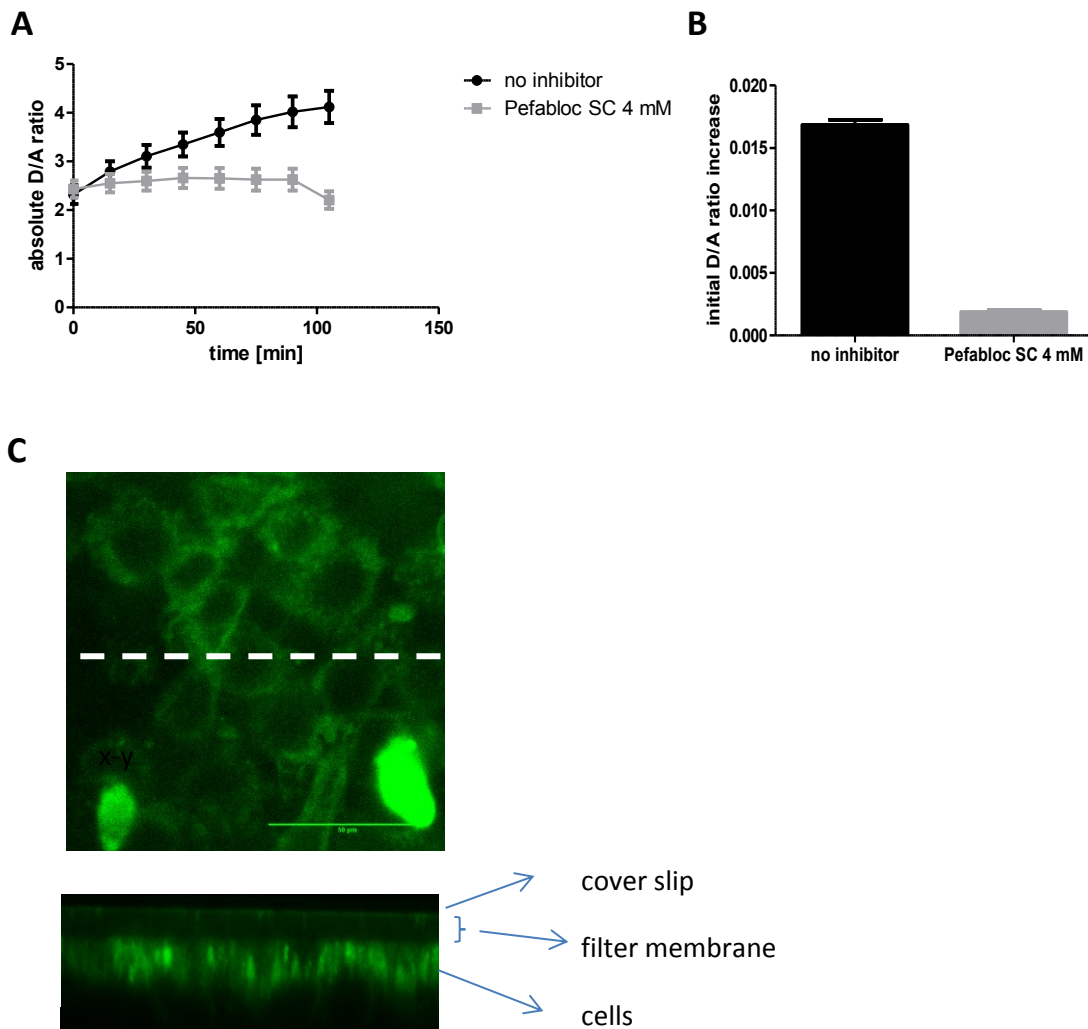 A
B
absolute D/A ratio
5
4
3
2
1
0
0
50
100
150
time [min]
no inhibitor
Pefabloc SC 4 mM
initial D/A ratio increase
0.020
0.015
0.010
0.005
0.000
no inhibitor
Pefabloc SC 4 mM
C
x-y
50 µm
cover slip
filter membrane
cells